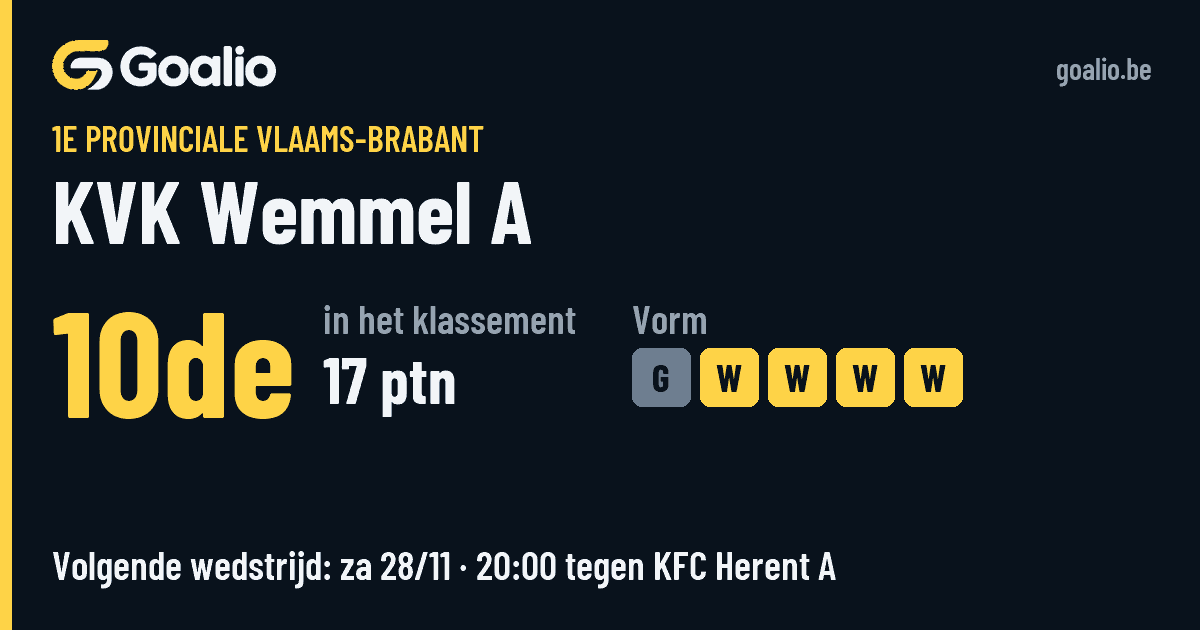 Goalio
goalio.be
1E PROVINCIALE VLAAMS-BRABANT
KVK Wemmel A
10de
in het klassement
17 ptn
Vorm
G W W W W
Volgende wedstrijd: za 28/11 · 20:00 tegen KFC Herent A